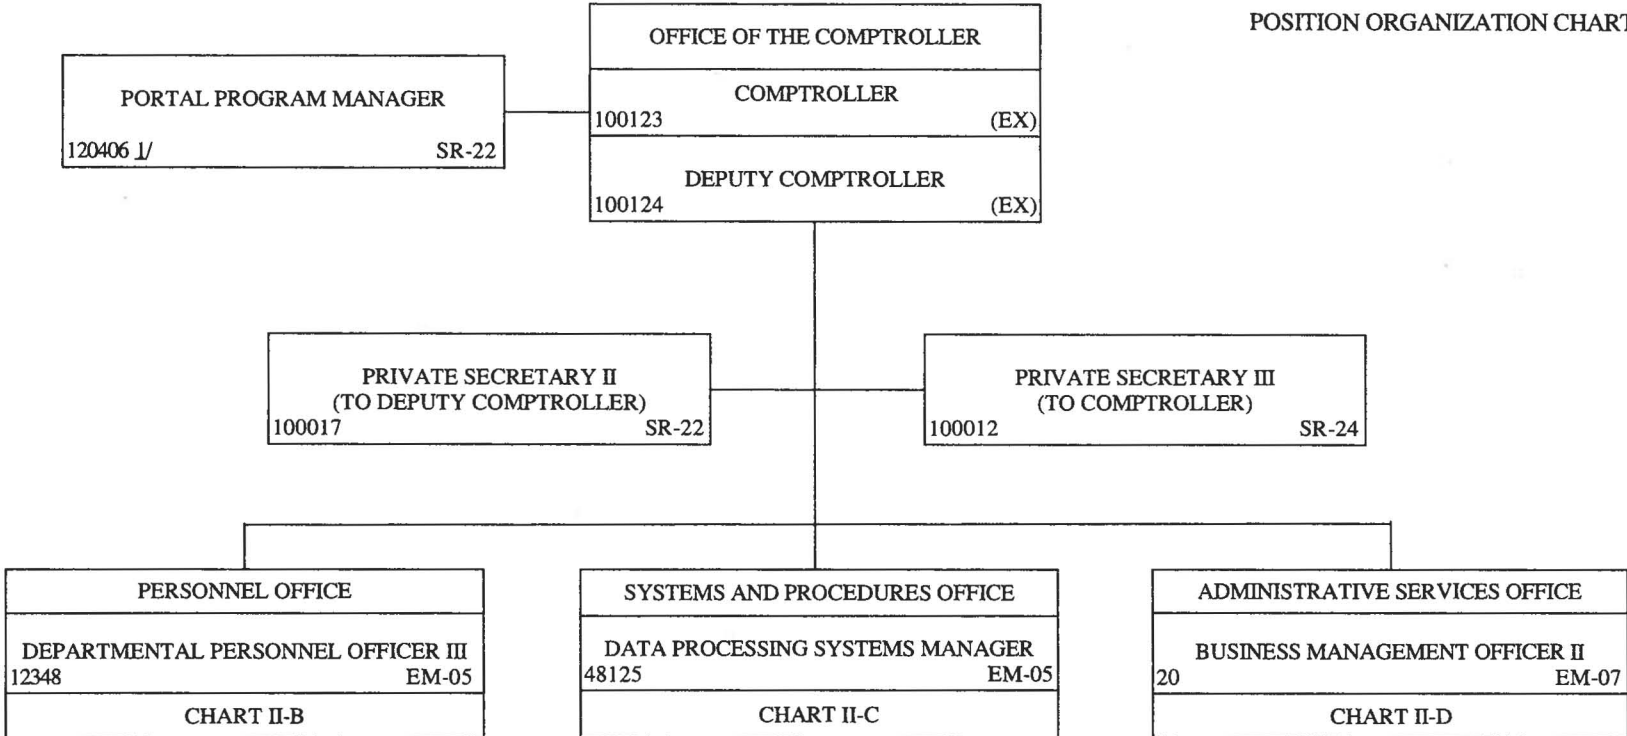 POSITION ORGANIZATION CHART
OFFICE OF THE COMPTROLLER
COMPTROLLER
100123 (EX)
DEPUTY COMPTROLLER
100124 (EX)
PORTAL PROGRAM MANAGER
120406 1/ SR-22
PRIVATE SECRETARY II
(TO DEPUTY COMPTROLLER)
100017 SR-22
PRIVATE SECRETARY III
(TO COMPTROLLER)
100012 SR-24
PERSONNEL OFFICE
DEPARTMENTAL PERSONNEL OFFICER III
12348 EM-05
CHART II-B
SYSTEMS AND PROCEDURES OFFICE
DATA PROCESSING SYSTEMS MANAGER
48125 EM-05
CHART II-C
ADMINISTRATIVE SERVICES OFFICE
BUSINESS MANAGEMENT OFFICER II
20 EM-07
CHART II-D